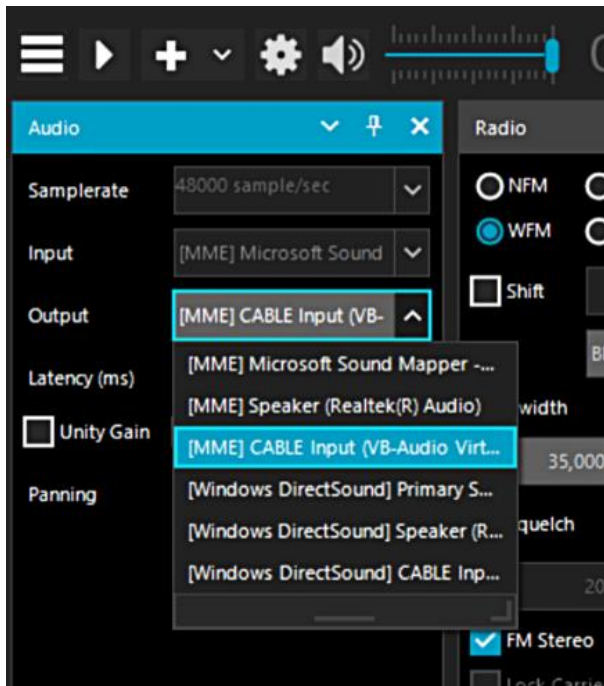 Audio
Radio
Samplerate
48000 sample/sec
NFM
Input
[MME] Microsoft Sound
WFM
Shift
Output
[MME] CABLE Input (VB-
Latency (ms)
[MME] Microsoft Sound Mapper -...
Unity Gain
[MME] Speaker (Realtek(R) Audio)
[MME] CABLE Input (VB-Audio Virt...
35,000
Panning
[Windows DirectSound] Primary S...
[Windows DirectSound] Speaker (R...
quelch
[Windows DirectSound] CABLE Inp...
20
FM Stereo